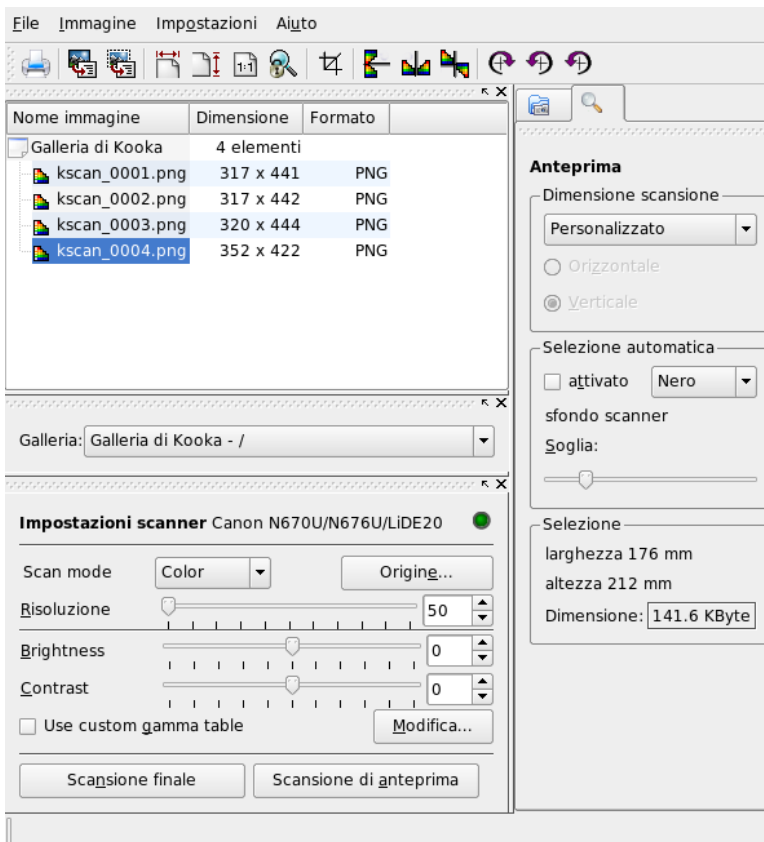 File Immagine Impostazioni Aiuto
1:1
Nome immagine Dimensione Formato
Galleria di Kooka 4 elementi
kscan_0001.png 317 x 441 PNG
kscan_0002.png 317 x 442 PNG
kscan_0003.png 320 x 444 PNG
kscan_0004.png 352 x 422 PNG
Galleria: Galleria di Kooka - /
Impostazioni scanner Canon N670U/N676U/LiDE20
Scan mode Color Origine...
Risoluzione 50
Brightness 0
Contrast 0
Use custom gamma table Modifica...
Scansione finale Scansione di anteprima
Anteprima
Dimensione scansione
Personalizzato
Orizzontale
Verticale
Selezione automatica
attivato Nero
sfondo scanner
Soglia:
Selezione
larghezza 176 mm
altezza 212 mm
Dimensione: 141.6 KByte